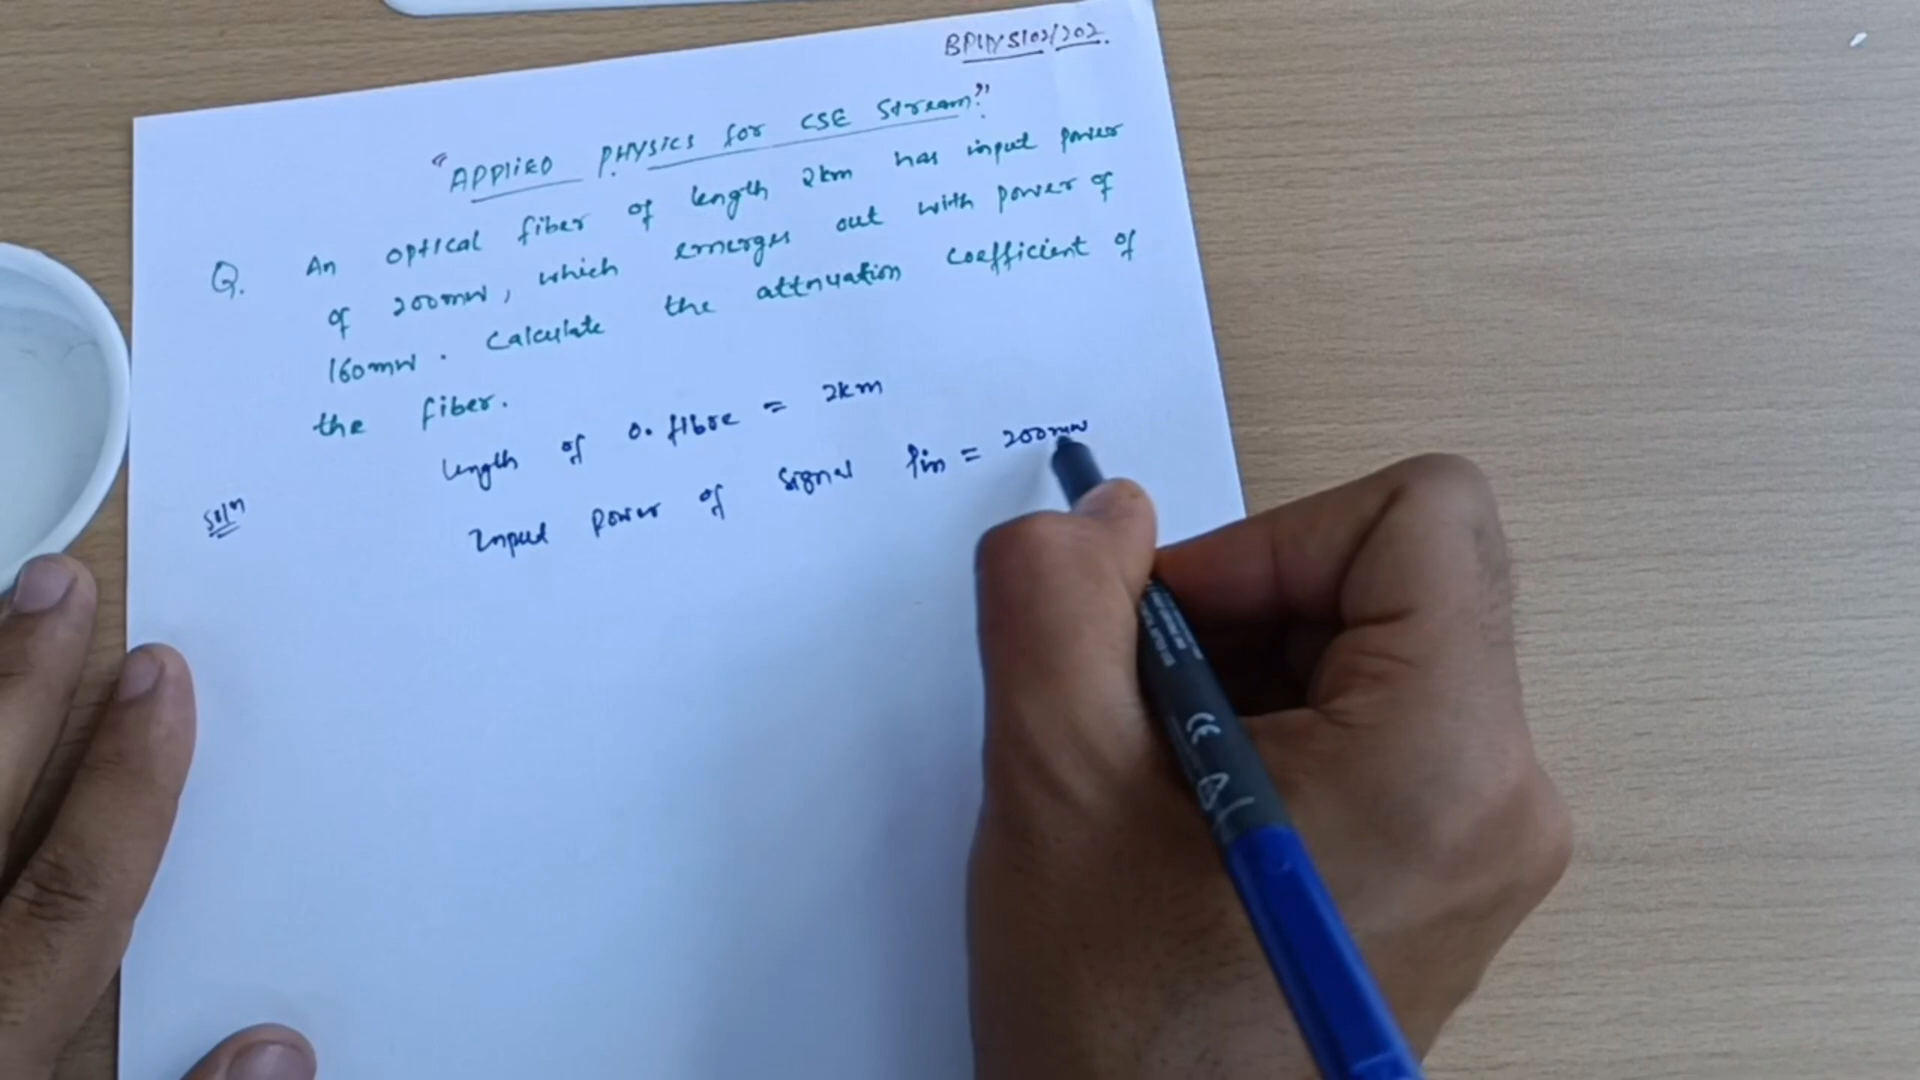 BPHYS102/202.
"APPLIED PHYSICS for CSE Stream"
Q. An optical fiber of length 2km has input power
of 200mW, which emerges out with power of
160mW. Calculate the attnuation coefficient of
the fiber.
Soln length of o. fibre = 2km
Input power of signal Pin = 200mW
CE